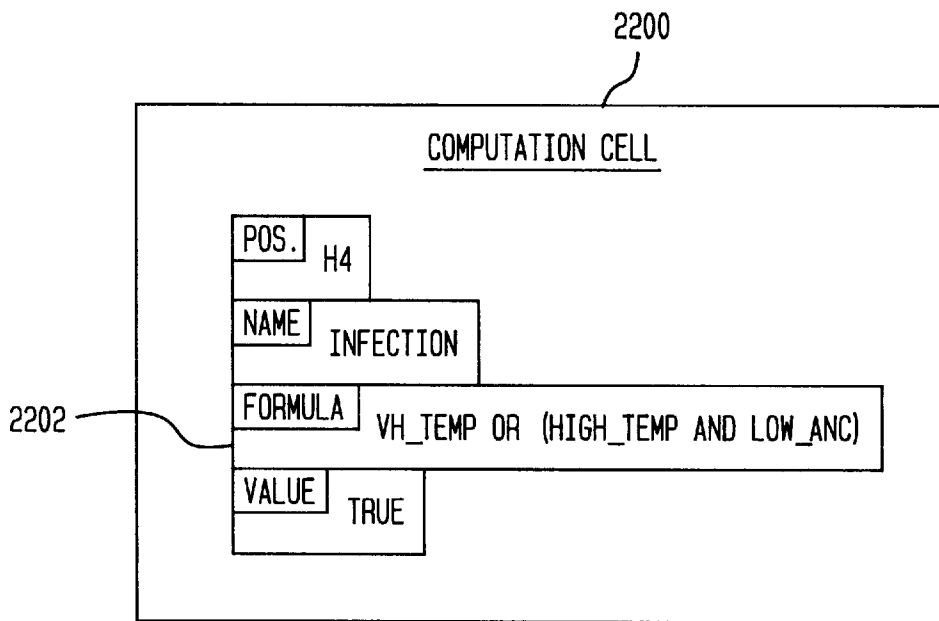 2200
COMPUTATION CELL
POS.
H4
NAME
INFECTION
FORMULA
VH_TEMP OR (HIGH_TEMP AND LOW_ANC)
2202
VALUE
TRUE